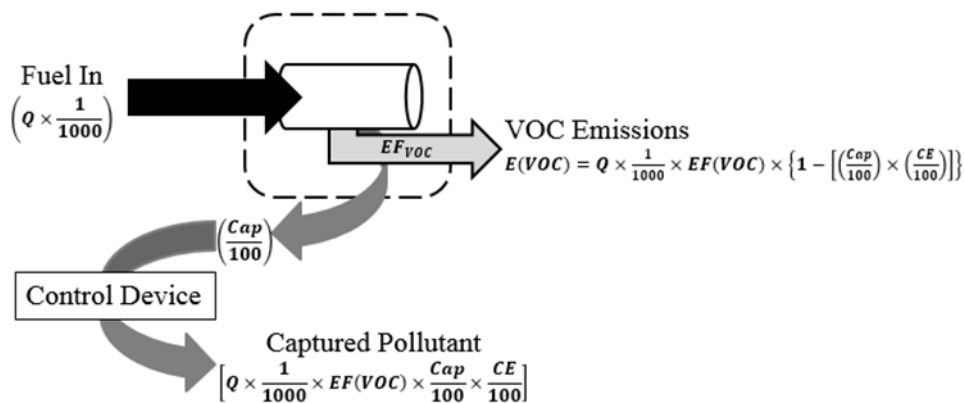 Fuel In
(Q × 1/1000)
EF_VOC
VOC Emissions
E(VOC) = Q × 1/1000 × EF(VOC) × {1 − [(Cap/100) × (CE/100)]}
(Cap/100)
Control Device
Captured Pollutant
[Q × 1/1000 × EF(VOC) × Cap/100 × CE/100]